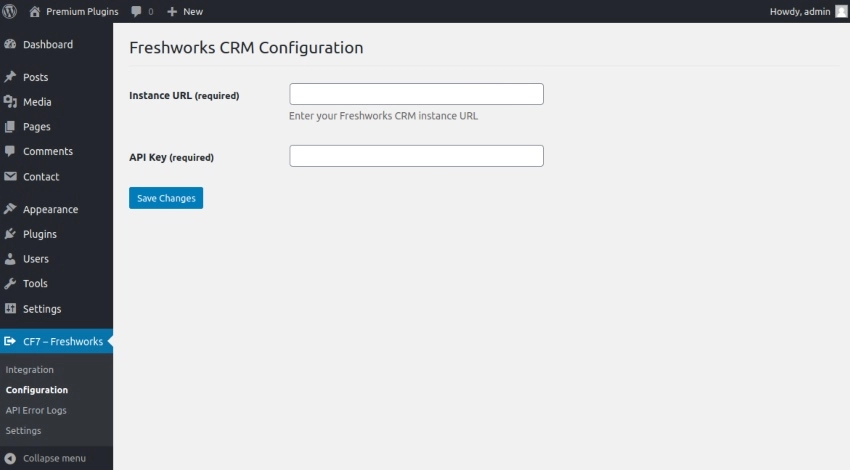 Premium Plugins 0 New Howdy, admin
Dashboard
Posts
Media
Pages
Comments
Contact
Appearance
Plugins
Users
Tools
Settings
CF7 – Freshworks
Integration
Configuration
API Error Logs
Settings
Collapse menu
Freshworks CRM Configuration
Instance URL (required)
Enter your Freshworks CRM instance URL
API Key (required)
Save Changes